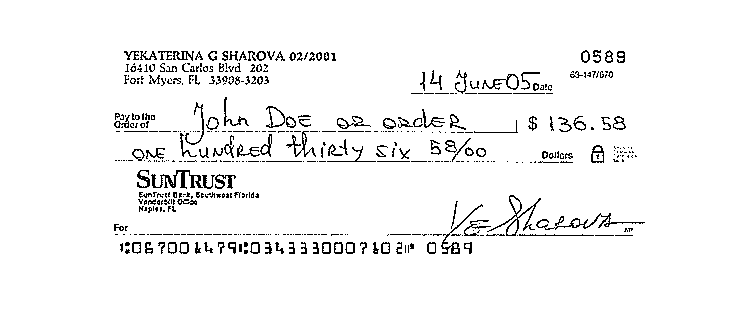 YEKATERINA G SHAROVA 02/2001 0589
16410 San Carlos Blvd 202
Fort Myers, FL 33908-3203
63-147/670
14 JUNE 05 Date
Pay to the Order of John DOE OR ORDER $ 136.58
ONE hundred thirty six 58/00 Dollars
SUNTRUST
SunTrust Bank, Southwest Florida
Vanderbilt Office
Naples, FL
For YE Sharova MP
⑆067001479⑆0343330007102⑈ 0589